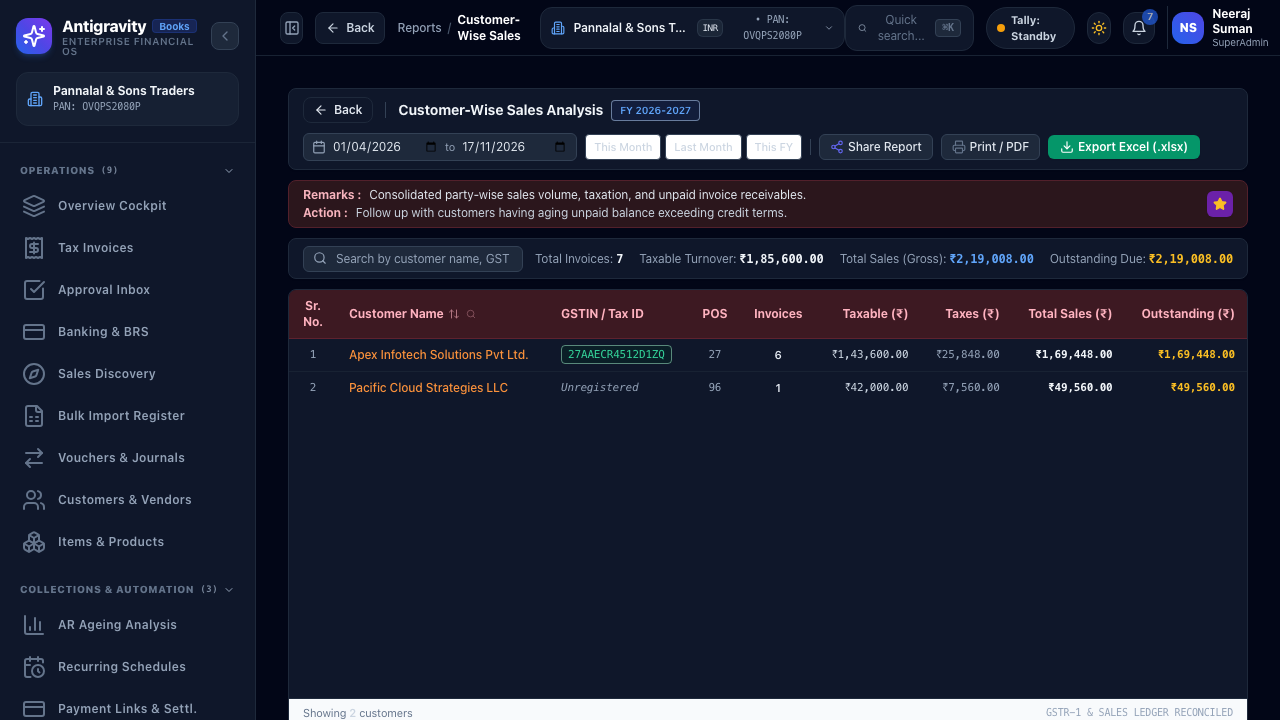 Antigravity Books
ENTERPRISE FINANCIAL OS
Pannalal & Sons Traders
PAN: OVQPS2080P
OPERATIONS (9)
Overview Cockpit
Tax Invoices
Approval Inbox
Banking & BRS
Sales Discovery
Bulk Import Register
Vouchers & Journals
Customers & Vendors
Items & Products
COLLECTIONS & AUTOMATION (3)
AR Ageing Analysis
Recurring Schedules
Payment Links & Settl.
Back
Reports / Customer-Wise Sales
Pannalal & Sons T... INR • PAN: OVQPS2080P
Quick search... ⌘K
Tally: Standby
7
NS Neeraj Suman
SuperAdmin
Back Customer-Wise Sales Analysis FY 2026-2027
01/04/2026 to 17/11/2026 This Month Last Month This FY Share Report Print / PDF Export Excel (.xlsx)
Remarks : Consolidated party-wise sales volume, taxation, and unpaid invoice receivables.
Action : Follow up with customers having aging unpaid balance exceeding credit terms.
Search by customer name, GST Total Invoices: 7 Taxable Turnover: ₹1,85,600.00 Total Sales (Gross): ₹2,19,008.00 Outstanding Due: ₹2,19,008.00
Sr. No. Customer Name GSTIN / Tax ID POS Invoices Taxable (₹) Taxes (₹) Total Sales (₹) Outstanding (₹)
1 Apex Infotech Solutions Pvt Ltd. 27AAECR4512D1ZQ 27 6 ₹1,43,600.00 ₹25,848.00 ₹1,69,448.00 ₹1,69,448.00
2 Pacific Cloud Strategies LLC Unregistered 96 1 ₹42,000.00 ₹7,560.00 ₹49,560.00 ₹49,560.00
Showing 2 customers
GSTR-1 & SALES LEDGER RECONCILED